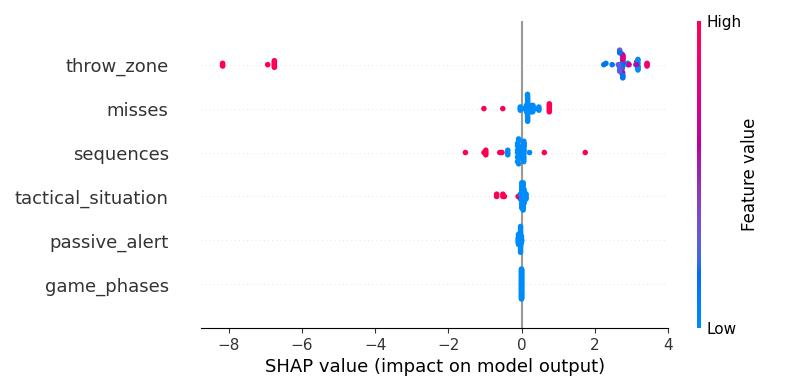 High
throw_zone
misses
sequences
tactical_situation
passive_alert
game_phases
Feature value
Low
−8 −6 −4 −2 0 2 4
SHAP value (impact on model output)